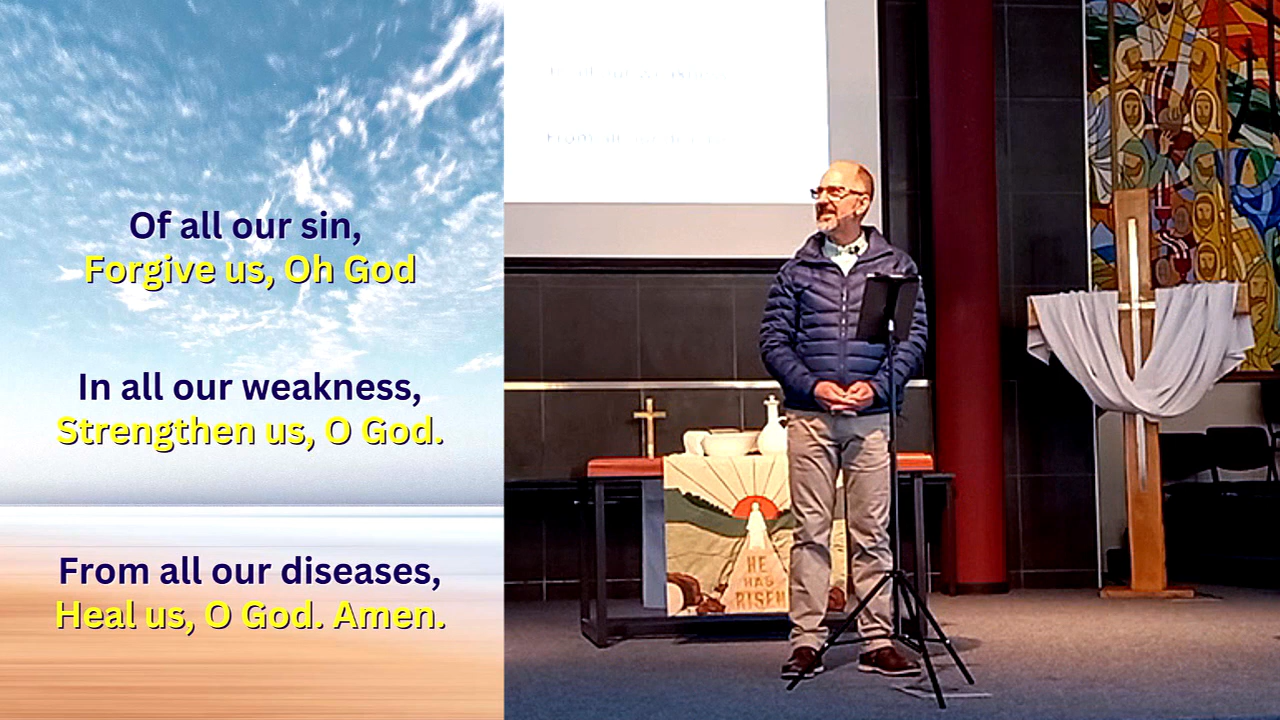 Of all our sin,
Forgive us, Oh God
In all our weakness,
Strengthen us, O God.
From all our diseases,
Heal us, O God. Amen.
HE
HAS
RISEN